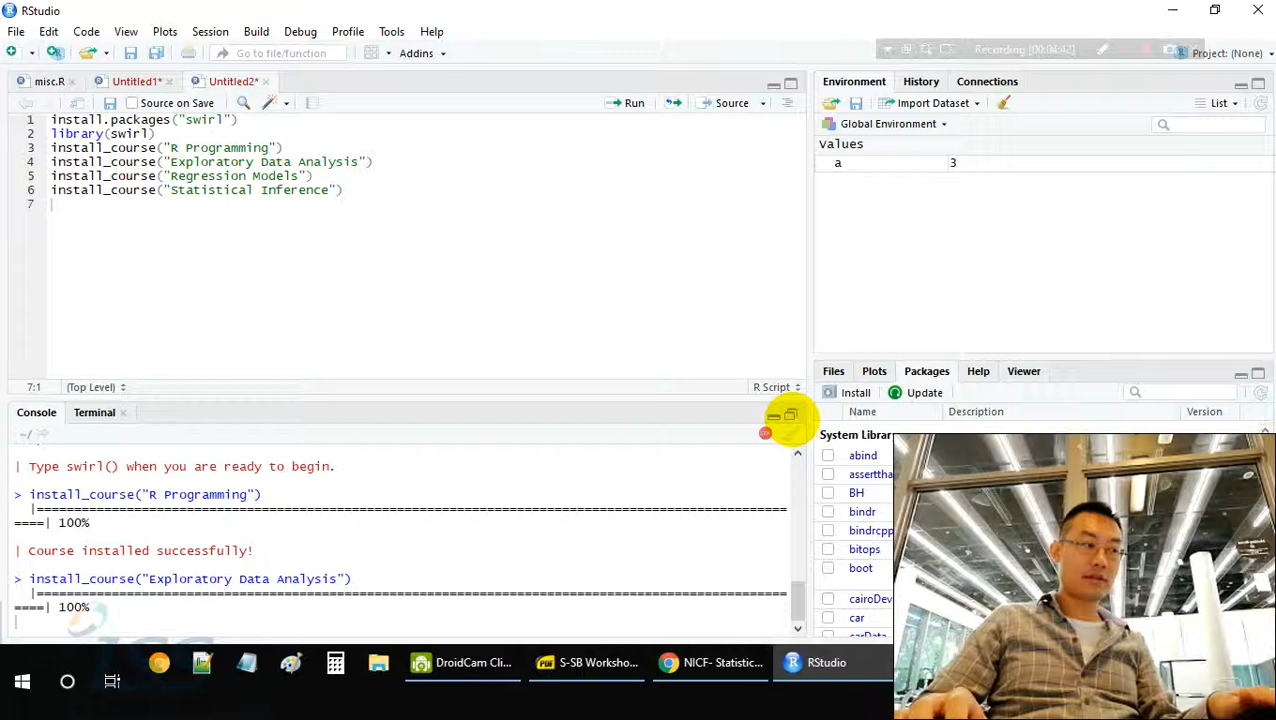 RStudio
File Edit Code View Plots Session Build Debug Profile Tools Help
Go to file/function Addins
Recording [00:04:42]
Project: (None)
misc.R Untitled1* Untitled2*
Source on Save Run Source
1 install.packages("swirl")
2 library(swirl)
3 install_course("R Programming")
4 install_course("Exploratory Data Analysis")
5 install_course("Regression Models")
6 install_course("Statistical Inference")
7
7:1 (Top Level) R Script
Console Terminal
~/
| Type swirl() when you are ready to begin.
> install_course("R Programming")
|====================================================================================================
====| 100%
| Course installed successfully!
> install_course("Exploratory Data Analysis")
|====================================================================================================
====| 100%
Environment History Connections
Import Dataset List
Global Environment
Values
a 3
Files Plots Packages Help Viewer
Install Update
Name Description Version
System Librar
abind
asserttha
BH
bindr
bindrcpp
bitops
boot
cairoDev
car
carData
DroidCam Cli...
S-SB Worksho...
NICF- Statistic...
RStudio